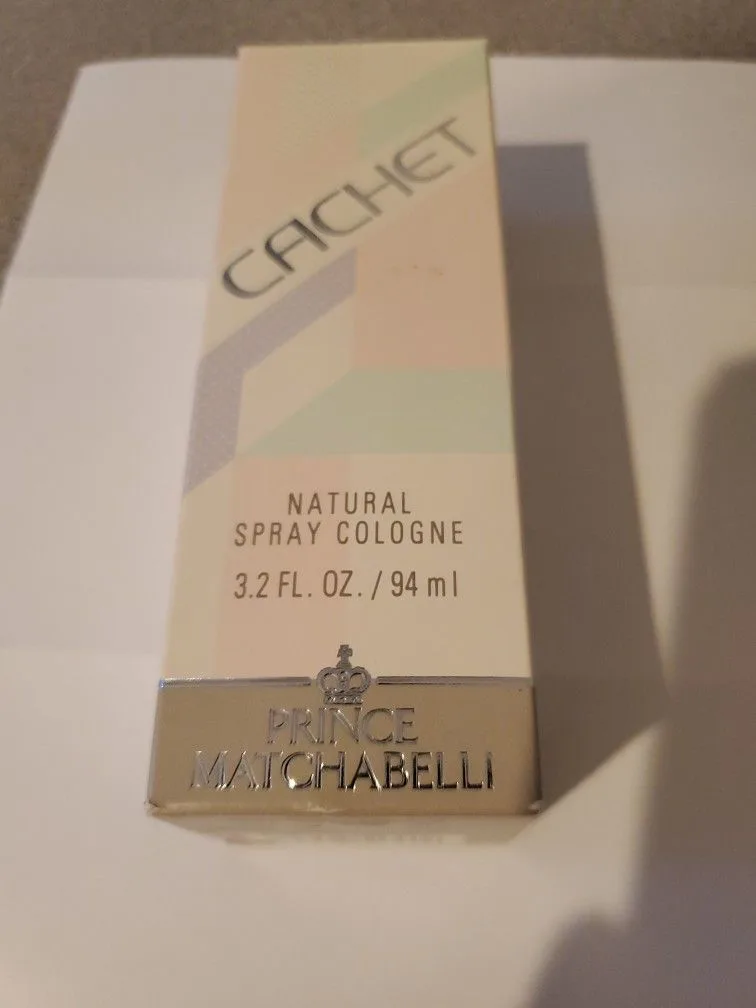 CACHET
NATURAL
SPRAY COLOGNE
3.2 FL. OZ. / 94 ml
PRINCE
MATCHABELLI